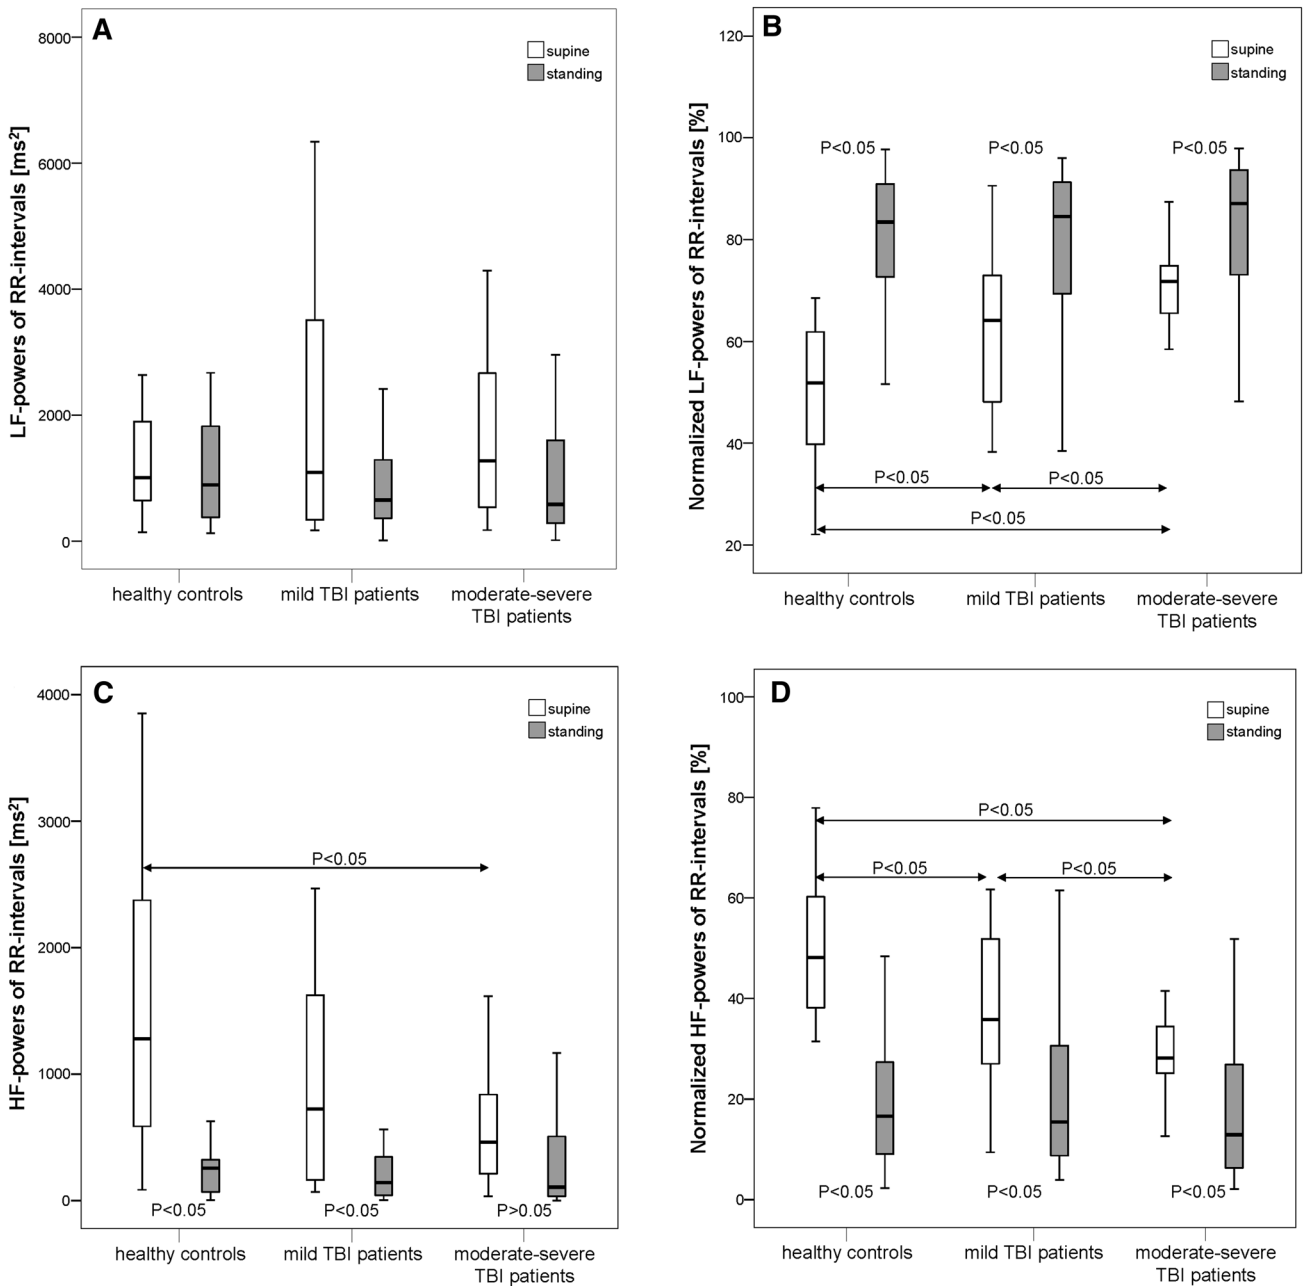 A
supine
standing
LF-powers of RR-intervals [ms²]
8000
6000
4000
2000
0
healthy controls
mild TBI patients
moderate-severe
TBI patients
B
supine
standing
Normalized LF-powers of RR-intervals [%]
120
100
80
60
40
20
P<0.05
P<0.05
P<0.05
P<0.05
P<0.05
P<0.05
healthy controls
mild TBI patients
moderate-severe
TBI patients
C
supine
standing
HF-powers of RR-intervals [ms²]
4000
3000
2000
1000
0
P<0.05
P<0.05
P<0.05
P>0.05
healthy controls
mild TBI patients
moderate-severe
TBI patients
D
supine
standing
Normalized HF-powers of RR-intervals [%]
100
80
60
40
20
0
P<0.05
P<0.05
P<0.05
P<0.05
P<0.05
P<0.05
healthy controls
mild TBI patients
moderate-severe
TBI patients